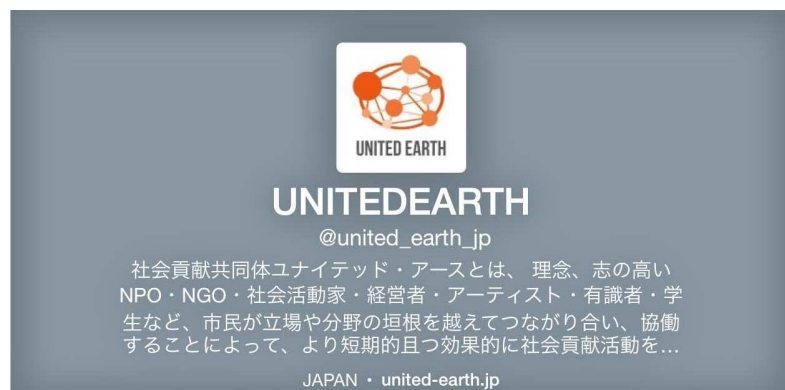 UNITED EARTH
UNITEDEARTH
@united_earth_jp
社会貢献共同体ユナイテッド・アースとは、 理念、志の高い
NPO・NGO・社会活動家・経営者・アーティスト・有識者・学
生など、市民が立場や分野の垣根を越えてつながり合い、協働
することによって、より短期的且つ効果的に社会貢献活動を...
JAPAN・united-earth.jp